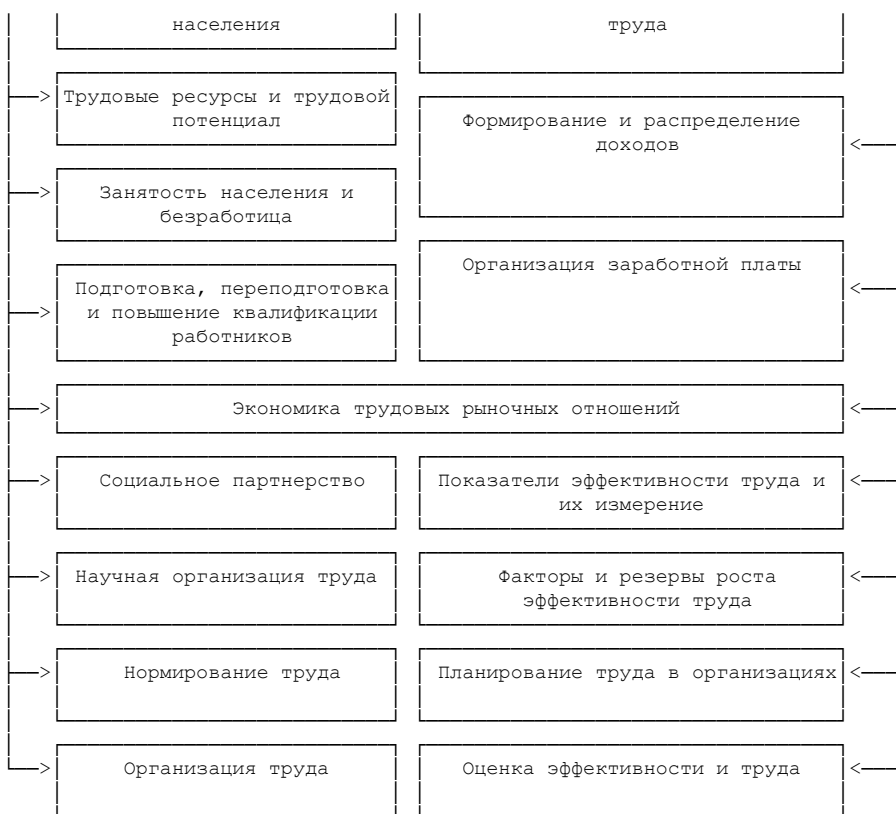 населения
труда
Трудовые ресурсы и трудовой
потенциал
Формирование и распределение
доходов
Занятость населения и
безработица
Организация заработной платы
Подготовка, переподготовка
и повышение квалификации
работников
Экономика трудовых рыночных отношений
Социальное партнерство
Показатели эффективности труда и
их измерение
Научная организация труда
Факторы и резервы роста
эффективности труда
Нормирование труда
Планирование труда в организациях
Организация труда
Оценка эффективности и труда